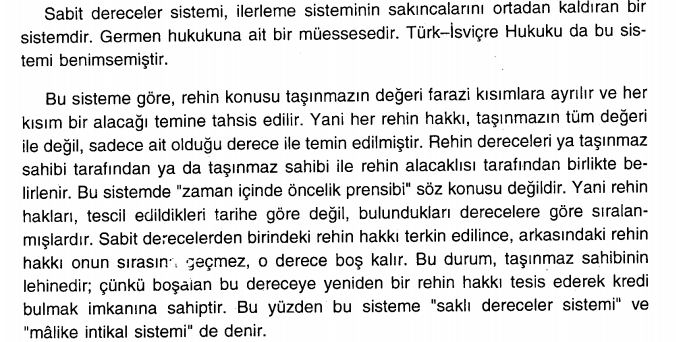 Sabit dereceler sistemi, ilerleme sisteminin sakıncalarını ortadan kaldıran bir
sistemdir. Germen hukukuna ait bir müessesedir. Türk–İsviçre Hukuku da bu sis-
temi benimsemiştir.
Bu sisteme göre, rehin konusu taşınmazın değeri farazi kısımlara ayrılır ve her
kısım bir alacağı temine tahsis edilir. Yani her rehin hakkı, taşınmazın tüm değeri
ile değil, sadece ait olduğu derece ile temin edilmiştir. Rehin dereceleri ya taşınmaz
sahibi tarafından ya da taşınmaz sahibi ile rehin alacaklısı tarafından birlikte be-
lirlenir. Bu sistemde "zaman içinde öncelik prensibi" söz konusu değildir. Yani rehin
hakları, tescil edildikleri tarihe göre değil, bulundukları derecelere göre sıralan-
mışlardır. Sabit derecelerden birindeki rehin hakkı terkin edilince, arkasındaki rehin
hakkı onun sırasına geçmez, o derece boş kalır. Bu durum, taşınmaz sahibinin
lehinedir; çünkü boşalan bu dereceye yeniden bir rehin hakkı tesis ederek kredi
bulmak imkanına sahiptir. Bu yüzden bu sisteme "saklı dereceler sistemi" ve
"mâlike intikal sistemi" de denir.